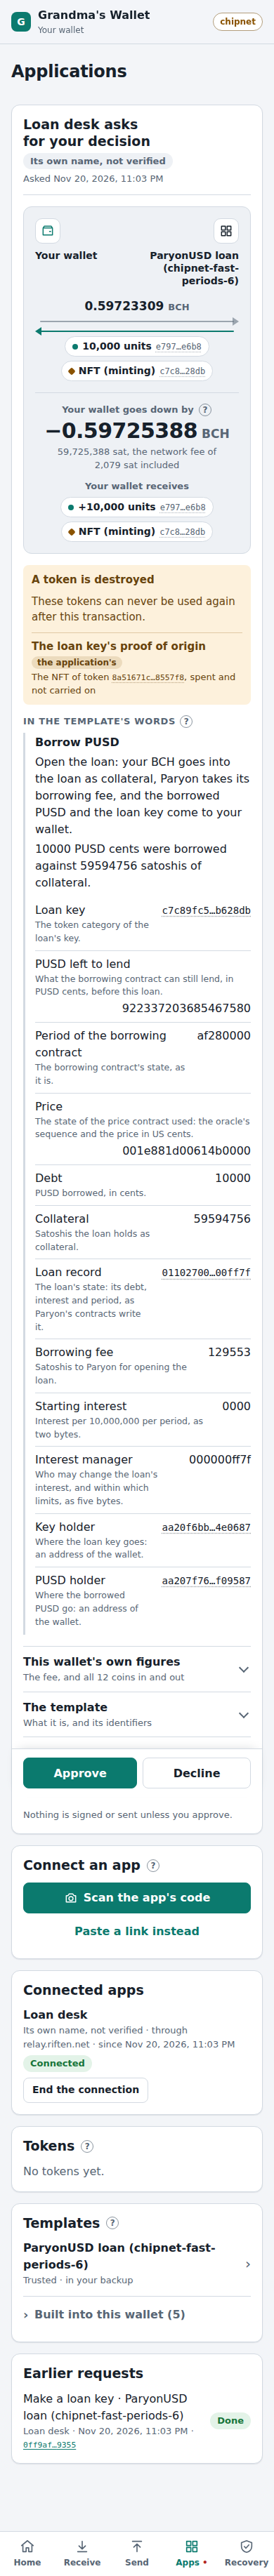 G
Grandma's Wallet
Your wallet
chipnet
Applications
Loan desk asks
for your decision
Its own name, not verified
Asked Nov 20, 2026, 11:03 PM
Your wallet
ParyonUSD loan
(chipnet-fast-
periods-6)
0.59723309 BCH
10,000 units e797…e6b8
NFT (minting) c7c8…28db
Your wallet goes down by ?
−0.59725388 BCH
59,725,388 sat, the network fee of
2,079 sat included
Your wallet receives
+10,000 units e797…e6b8
NFT (minting) c7c8…28db
A token is destroyed
These tokens can never be used again
after this transaction.
The loan key's proof of origin
the application's
The NFT of token 8a51671c…8557f8, spent and
not carried on
IN THE TEMPLATE'S WORDS ?
Borrow PUSD
Open the loan: your BCH goes into
the loan as collateral, Paryon takes its
borrowing fee, and the borrowed
PUSD and the loan key come to your
wallet.
10000 PUSD cents were borrowed
against 59594756 satoshis of
collateral.
Loan key c7c89fc5…b628db
The token category of the
loan's key.
PUSD left to lend
What the borrowing contract can still lend, in
PUSD cents, before this loan.
922337203685467580
Period of the borrowing
contract
af280000
The borrowing contract's state, as
it is.
Price
The state of the price contract used: the oracle's
sequence and the price in US cents.
001e881d00614b0000
Debt 10000
PUSD borrowed, in cents.
Collateral 59594756
Satoshis the loan holds as
collateral.
Loan record 01102700…00ff7f
The loan's state: its debt,
interest and period, as
Paryon's contracts write
it.
Borrowing fee 129553
Satoshis to Paryon for opening the
loan.
Starting interest 0000
Interest per 10,000,000 per period, as
two bytes.
Interest manager 000000ff7f
Who may change the loan's
interest, and within which
limits, as five bytes.
Key holder aa20f6bb…4e0687
Where the loan key goes:
an address of the wallet.
PUSD holder aa207f76…f09587
Where the borrowed
PUSD go: an address of
the wallet.
This wallet's own figures
The fee, and all 12 coins in and out
The template
What it is, and its identifiers
Approve
Decline
Nothing is signed or sent unless you approve.
Connect an app ?
Scan the app's code
Paste a link instead
Connected apps
Loan desk
Its own name, not verified · through
relay.riften.net · since Nov 20, 2026, 11:03 PM
Connected
End the connection
Tokens ?
No tokens yet.
Templates ?
ParyonUSD loan (chipnet-fast-
periods-6)
Trusted · in your backup
Built into this wallet (5)
Earlier requests
Make a loan key · ParyonUSD
loan (chipnet-fast-periods-6)
Loan desk · Nov 20, 2026, 11:03 PM ·
0ff9af…9355
Done
Home
Receive
Send
Apps
Recovery